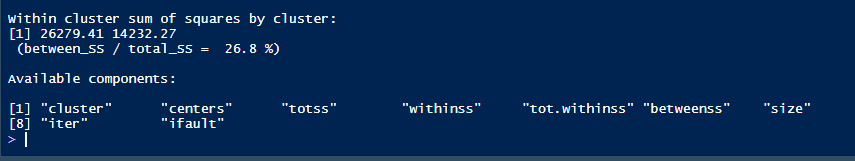 Within cluster sum of squares by cluster:
[1] 26279.41 14232.27
 (between_SS / total_SS =  26.8 %)
Available components:
[1] "cluster"      "centers"      "totss"        "withinss"     "tot.withinss" "betweenss"    "size"
[8] "iter"         "ifault"
>